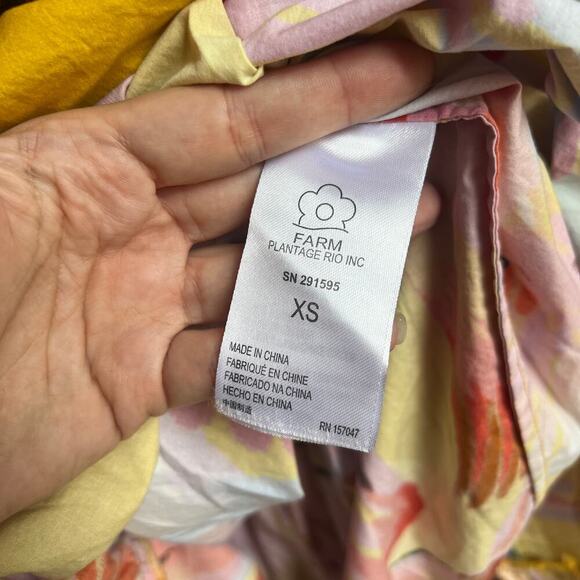 FARM
PLANTAGE RIO INC
SN 291595
XS
MADE IN CHINA
FABRIQUÉ EN CHINE
FABRICADO NA CHINA
HECHO EN CHINA
中国制造
RN 157047